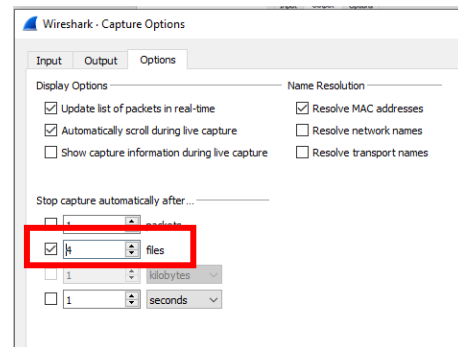 Wireshark · Capture Options
Input Output Options
Display Options Name Resolution
Update list of packets in real-time Resolve MAC addresses
Automatically scroll during live capture Resolve network names
Show capture information during live capture Resolve transport names
Stop capture automatically after...
1 packets
4 files
1 kilobytes
1 seconds